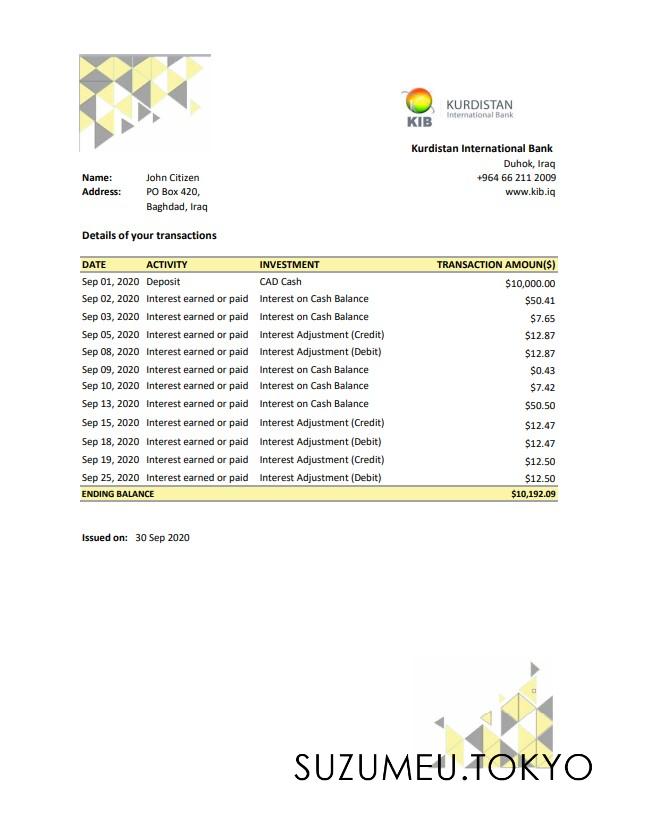 KIB
KURDISTAN
International Bank
Kurdistan International Bank
Duhok, Iraq
+964 66 211 2009
www.kib.iq
Name: John Citizen
Address: PO Box 420,
Baghdad, Iraq
Details of your transactions
DATE ACTIVITY INVESTMENT TRANSACTION AMOUN($)
Sep 01, 2020 Deposit CAD Cash $10,000.00
Sep 02, 2020 Interest earned or paid Interest on Cash Balance $50.41
Sep 03, 2020 Interest earned or paid Interest on Cash Balance $7.65
Sep 05, 2020 Interest earned or paid Interest Adjustment (Credit) $12.87
Sep 08, 2020 Interest earned or paid Interest Adjustment (Debit) $12.87
Sep 09, 2020 Interest earned or paid Interest on Cash Balance $0.43
Sep 10, 2020 Interest earned or paid Interest on Cash Balance $7.42
Sep 13, 2020 Interest earned or paid Interest on Cash Balance $50.50
Sep 15, 2020 Interest earned or paid Interest Adjustment (Credit) $12.47
Sep 18, 2020 Interest earned or paid Interest Adjustment (Debit) $12.47
Sep 19, 2020 Interest earned or paid Interest Adjustment (Credit) $12.50
Sep 25, 2020 Interest earned or paid Interest Adjustment (Debit) $12.50
ENDING BALANCE $10,192.09
Issued on: 30 Sep 2020
SUZUMEU.TOKYO